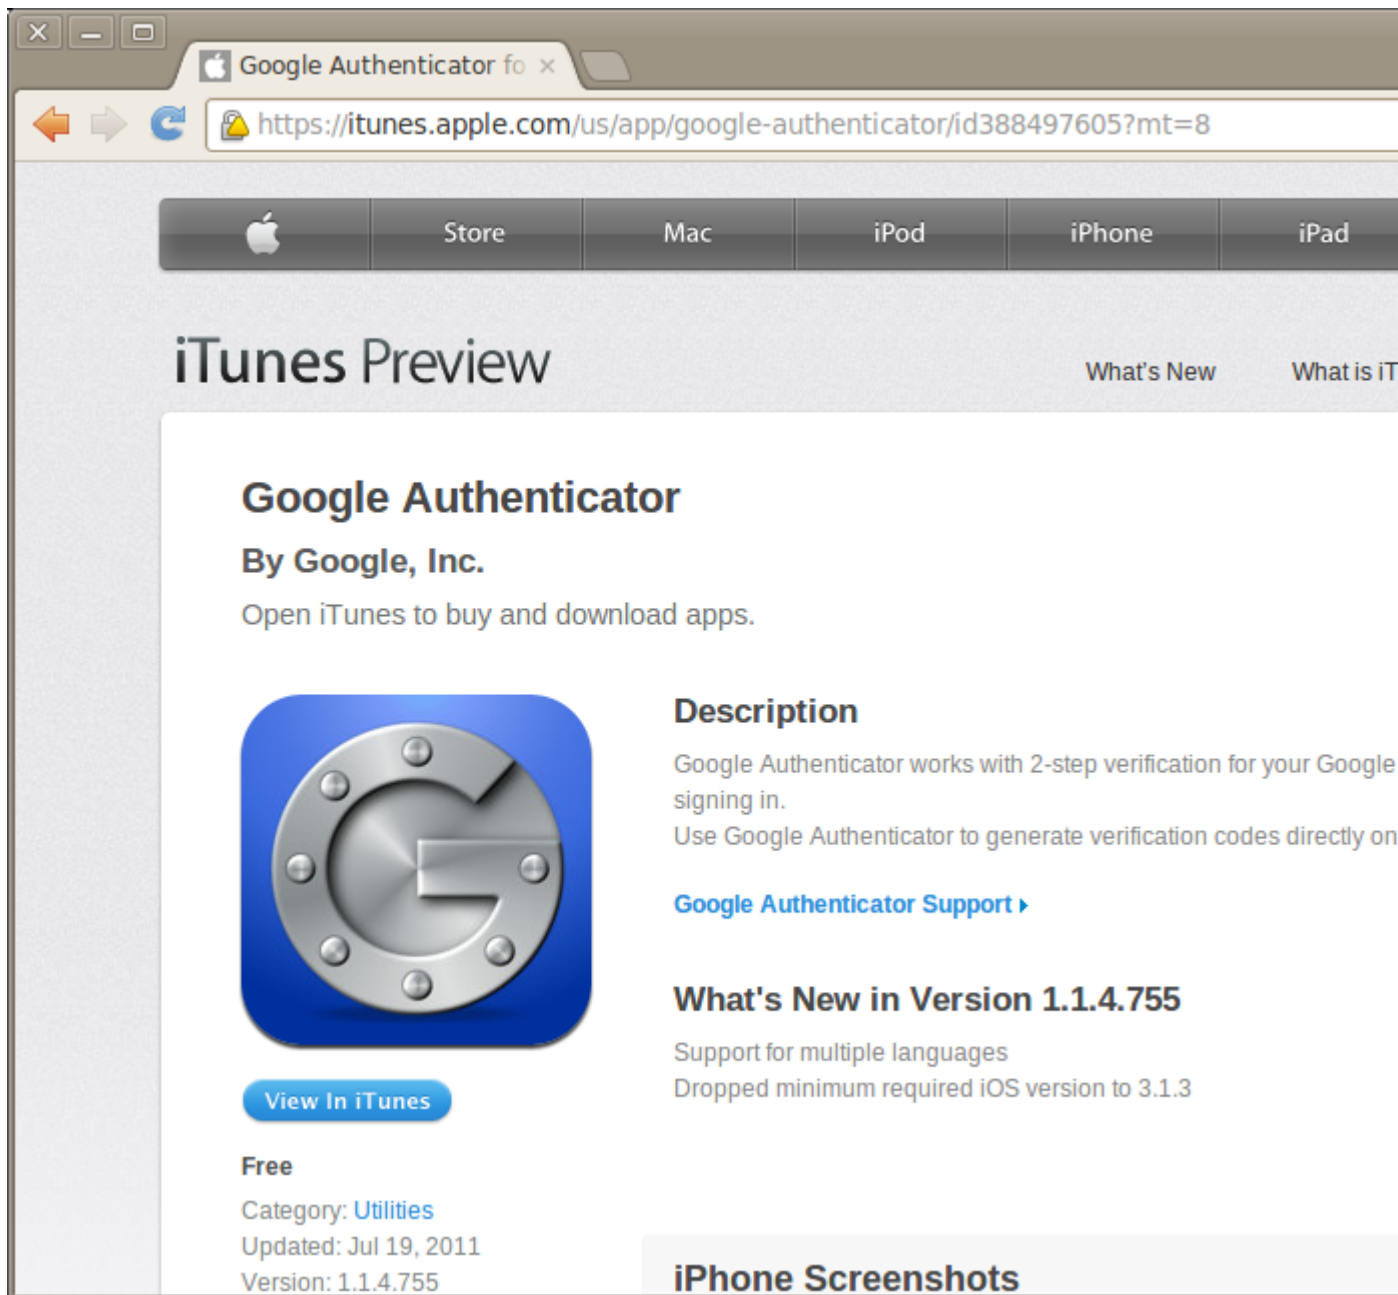 Google Authenticator fo
https://itunes.apple.com/us/app/google-authenticator/id388497605?mt=8
Store Mac iPod iPhone iPad
iTunes Preview
What's New What is iT
Google Authenticator
By Google, Inc.
Open iTunes to buy and download apps.
Description
Google Authenticator works with 2-step verification for your Google
signing in.
Use Google Authenticator to generate verification codes directly on
Google Authenticator Support
What's New in Version 1.1.4.755
Support for multiple languages
Dropped minimum required iOS version to 3.1.3
View In iTunes
Free
Category: Utilities
Updated: Jul 19, 2011
Version: 1.1.4.755
iPhone Screenshots